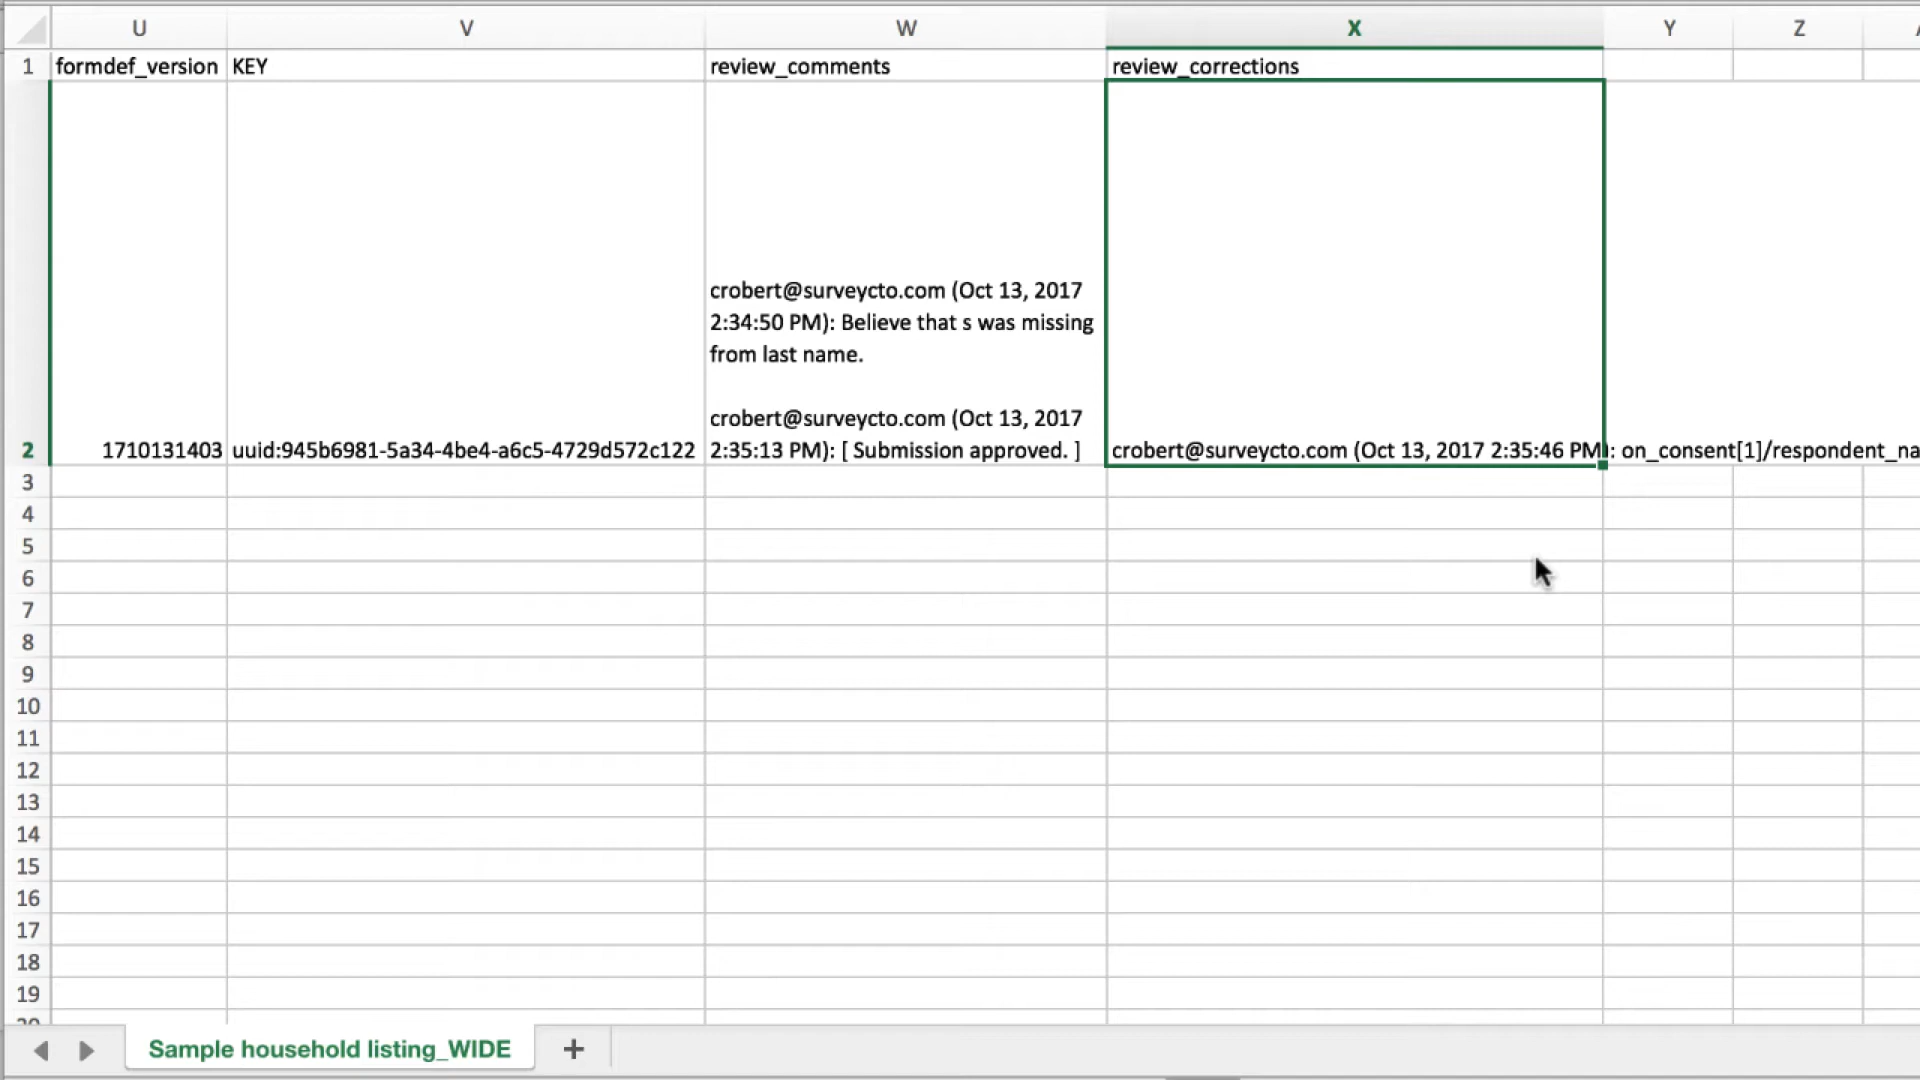 U V W X Y Z
1 formdef_version KEY review_comments review_corrections
crobert@surveycto.com (Oct 13, 2017
2:34:50 PM): Believe that s was missing
from last name.
crobert@surveycto.com (Oct 13, 2017
2 1710131403 uuid:945b6981-5a34-4be4-a6c5-4729d572c122 2:35:13 PM): [ Submission approved. ] crobert@surveycto.com (Oct 13, 2017 2:35:46 PM): on_consent[1]/respondent_na
3
4
5
6
7
8
9
10
11
12
13
14
15
16
17
18
19
Sample household listing_WIDE +